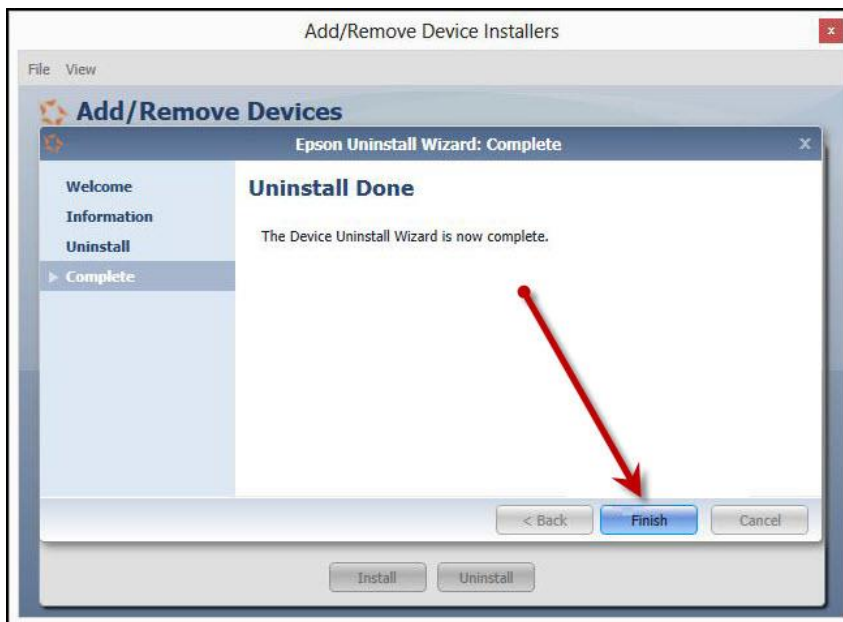 Add/Remove Device Installers
x
File View
Add/Remove Devices
Epson Uninstall Wizard: Complete
x
Welcome
Information
Uninstall
Complete
Uninstall Done
The Device Uninstall Wizard is now complete.
< Back Finish Cancel
Install Uninstall